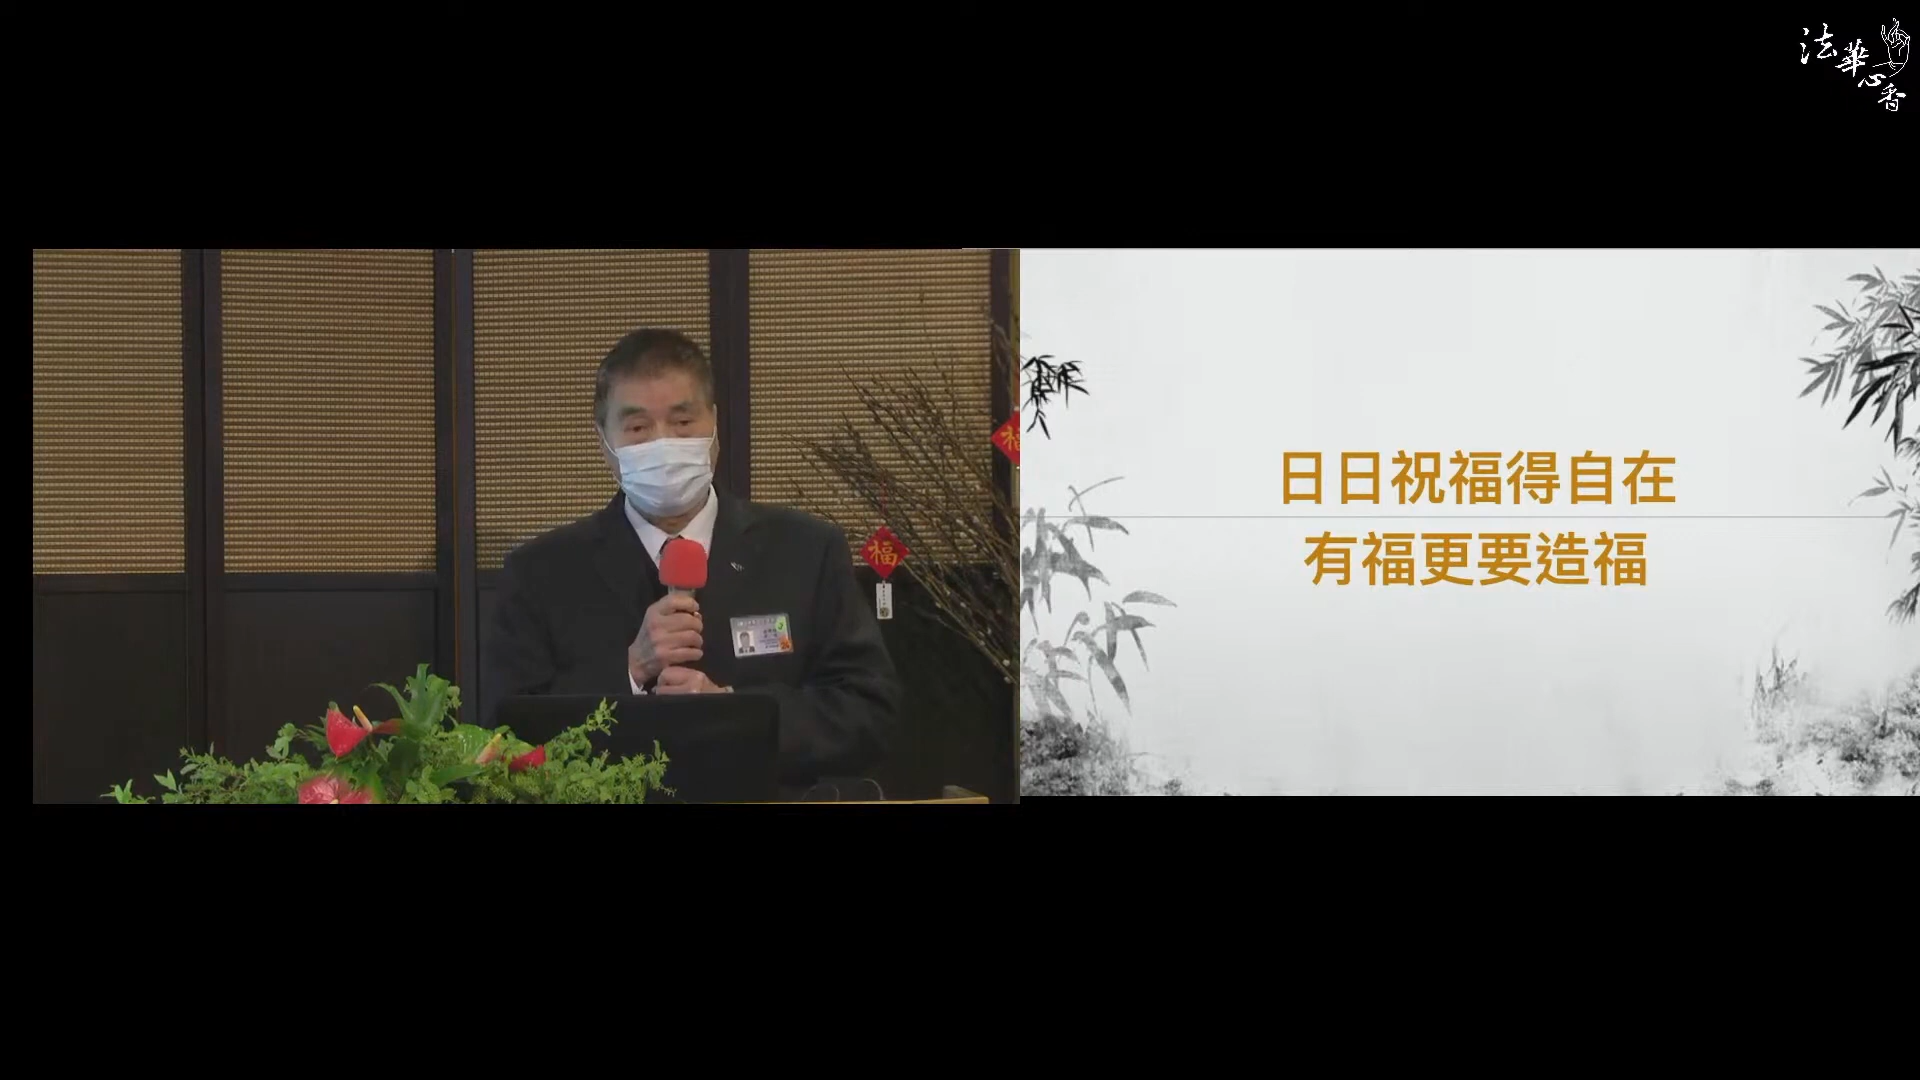 法華心香
日日祝福得自在
有福更要造福
福
福